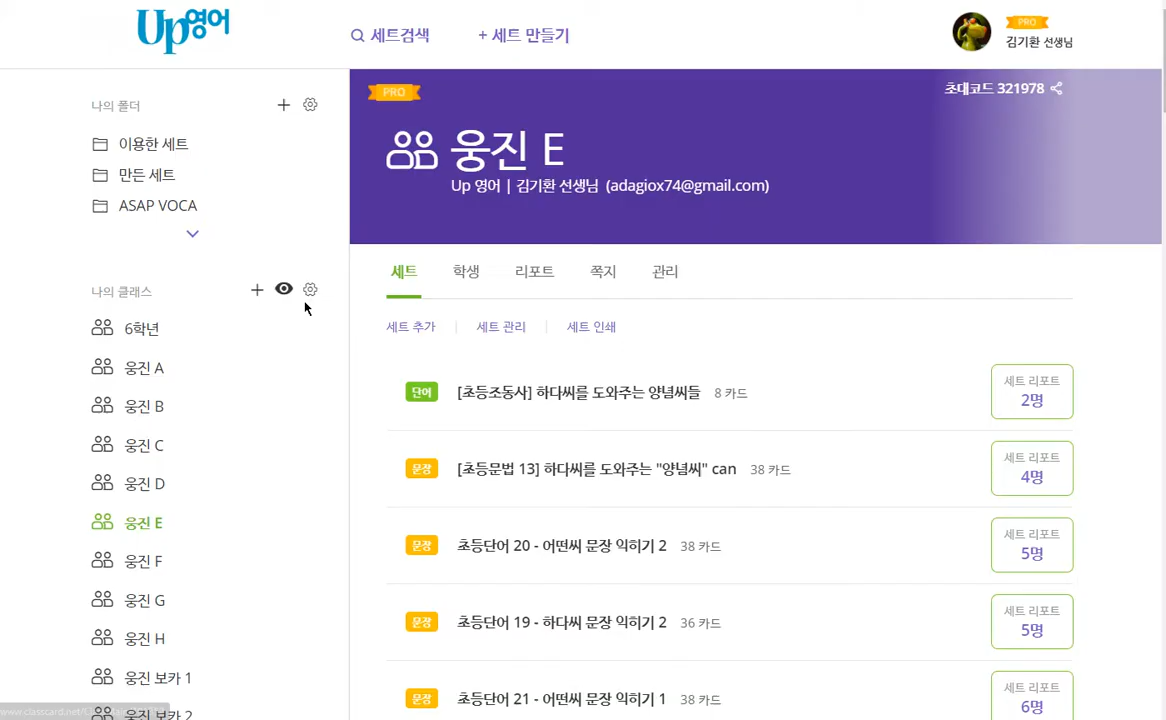 Up영어
세트검색
+ 세트 만들기
PRO
김기환 선생님
나의 폴더
이용한 세트
만든 세트
ASAP VOCA
나의 클래스
6학년
웅진 A
웅진 B
웅진 C
웅진 D
웅진 E
웅진 F
웅진 G
웅진 H
웅진 보카 1
웅진 보카 2
PRO
초대코드 321978
웅진 E
Up 영어 | 김기환 선생님 (adagiox74@gmail.com)
세트 학생 리포트 쪽지 관리
세트 추가 | 세트 관리 | 세트 인쇄
단어 [초등조동사] 하다씨를 도와주는 양념씨들 8 카드
세트 리포트
2명
문장 [초등문법 13] 하다씨를 도와주는 "양념씨" can 38 카드
세트 리포트
4명
문장 초등단어 20 - 어떤씨 문장 익히기 2 38 카드
세트 리포트
5명
문장 초등단어 19 - 하다씨 문장 익히기 2 36 카드
세트 리포트
5명
문장 초등단어 21 - 어떤씨 문장 익히기 1 38 카드
세트 리포트
6명